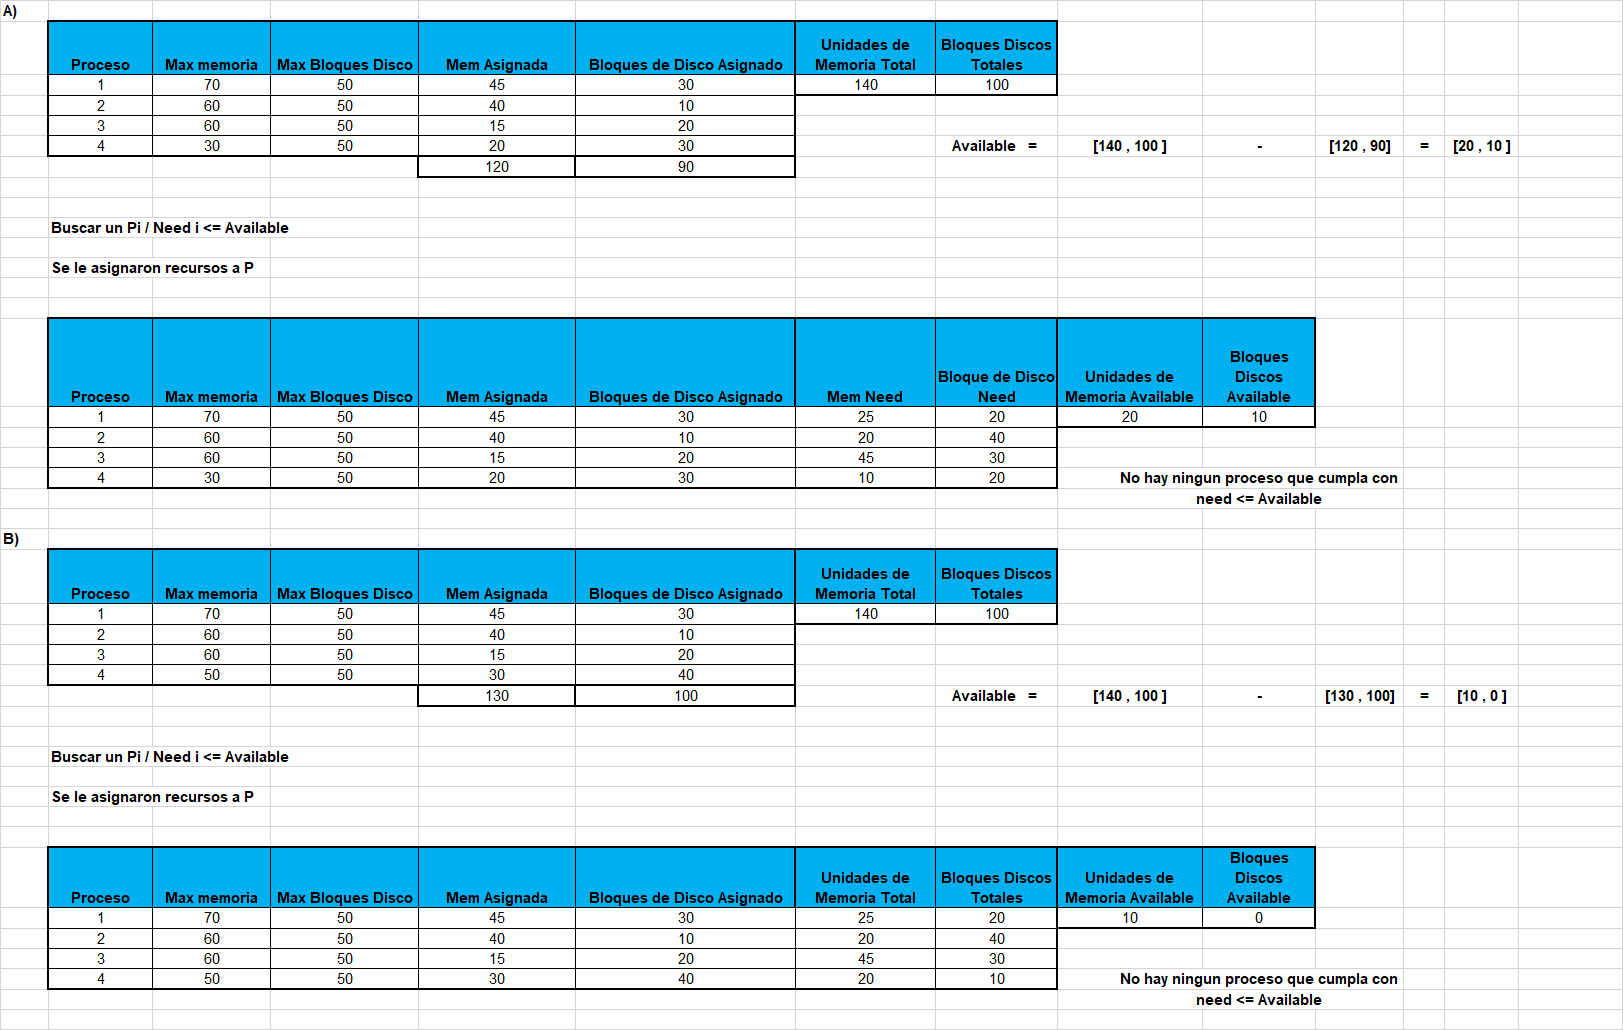 A)
Unidades de Bloques Discos
Proceso Max memoria Max Bloques Disco Mem Asignada Bloques de Disco Asignado Memoria Total Totales
1 70 50 45 30 140 100
2 60 50 40 10
3 60 50 15 20
4 30 50 20 30 Available = [140 , 100 ] - [120 , 90] = [20 , 10 ]
120 90
Buscar un Pi / Need i <= Available
Se le asignaron recursos a P
Bloques
Bloque de Disco Unidades de Discos
Proceso Max memoria Max Bloques Disco Mem Asignada Bloques de Disco Asignado Mem Need Need Memoria Available Available
1 70 50 45 30 25 20 20 10
2 60 50 40 10 20 40
3 60 50 15 20 45 30
4 30 50 20 30 10 20 No hay ningun proceso que cumpla con
need <= Available
B)
Unidades de Bloques Discos
Proceso Max memoria Max Bloques Disco Mem Asignada Bloques de Disco Asignado Memoria Total Totales
1 70 50 45 30 140 100
2 60 50 40 10
3 60 50 15 20
4 50 50 30 40
130 100 Available = [140 , 100 ] - [130 , 100] = [10 , 0 ]
Buscar un Pi / Need i <= Available
Se le asignaron recursos a P
Bloques
Unidades de Bloques Discos Unidades de Discos
Proceso Max memoria Max Bloques Disco Mem Asignada Bloques de Disco Asignado Memoria Total Totales Memoria Available Available
1 70 50 45 30 25 20 10 0
2 60 50 40 10 20 40
3 60 50 15 20 45 30
4 50 50 30 40 20 10 No hay ningun proceso que cumpla con
need <= Available